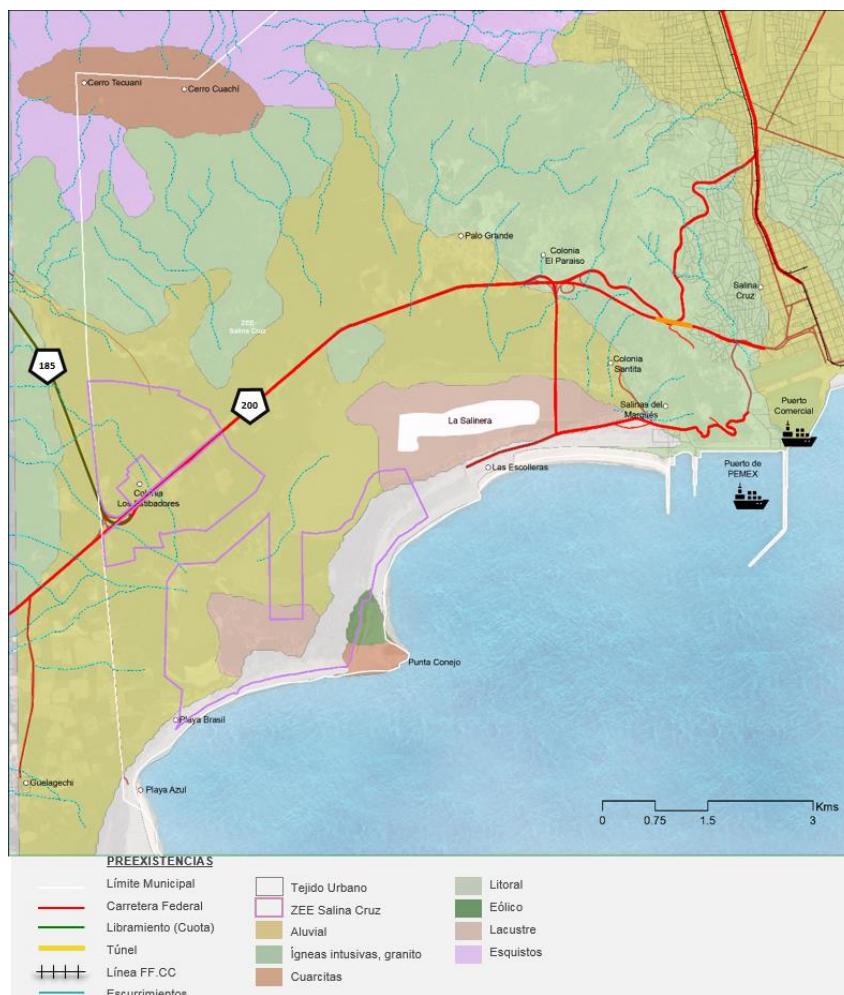 Cerro Tecuaní
Cerro Cuachí
Palo Grande
Colonia
El Paraiso
Salina
Cruz
ZEE
Salina Cruz
185
200
Colonia
Santita
Salinas del
Marqués
Puerto
Comercial
La Salinera
Las Escolleras
Puerto de
PEMEX
Colonia
Los Estibadores
Punta Conejo
Playa Brasil
Guelagechi
Playa Azul
Kms
0 0.75 1.5 3
PREEXISTENCIAS
Límite Municipal
Carretera Federal
Libramiento (Cuota)
Túnel
Línea FF.CC
Escurrimientos
Tejido Urbano
ZEE Salina Cruz
Aluvial
Ígneas intusivas, granito
Cuarcitas
Litoral
Eólico
Lacustre
Esquistos